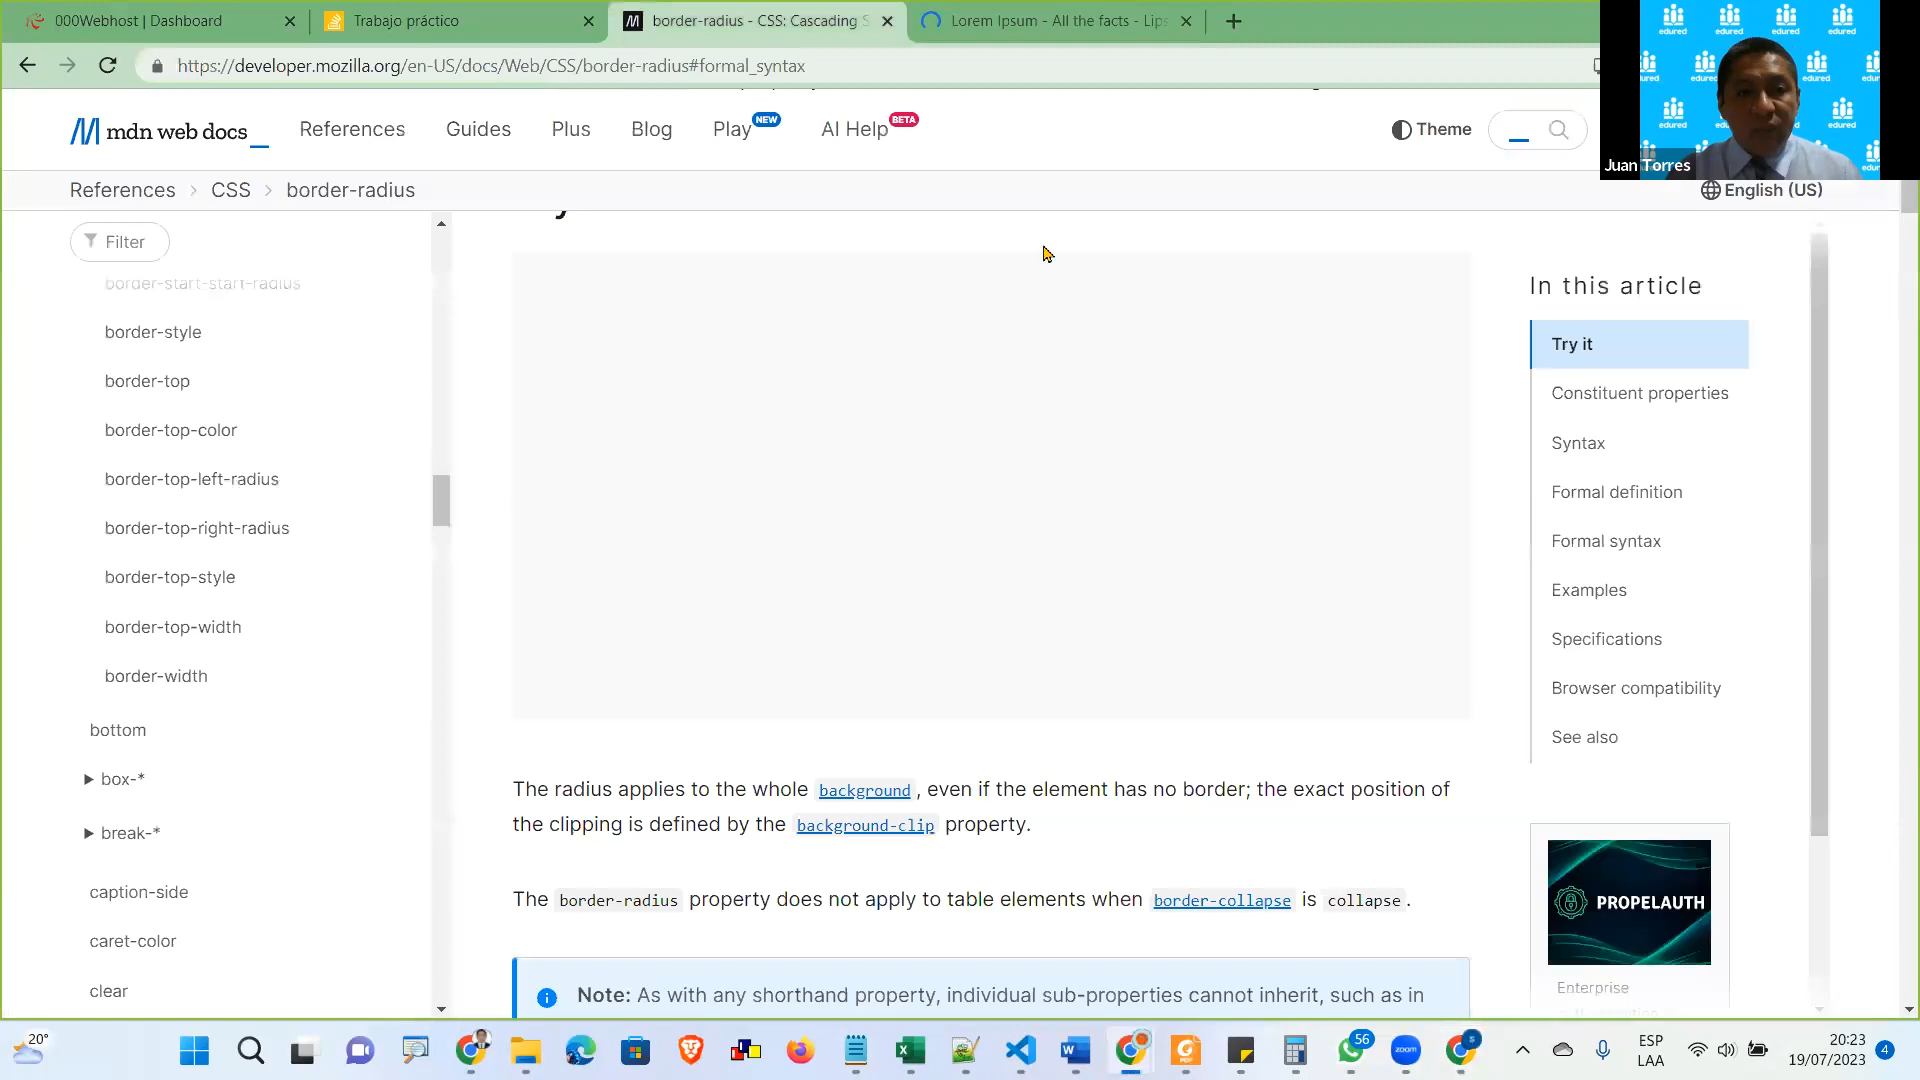 000Webhost | Dashboard
Trabajo práctico
border-radius - CSS: Cascading S
Lorem Ipsum - All the facts - Lips
https://developer.mozilla.org/en-US/docs/Web/CSS/border-radius#formal_syntax
mdn web docs
References
Guides
Plus
Blog
Play NEW
AI Help BETA
Theme
edured edured edured edured
edured
edured
Juan Torres
References > CSS > border-radius
English (US)
Filter
border-start-start-radius
border-style
border-top
border-top-color
border-top-left-radius
border-top-right-radius
border-top-style
border-top-width
border-width
bottom
box-*
break-*
caption-side
caret-color
clear
The radius applies to the whole background, even if the element has no border; the exact position of
the clipping is defined by the background-clip property.
The border-radius property does not apply to table elements when border-collapse is collapse.
Note: As with any shorthand property, individual sub-properties cannot inherit, such as in
In this article
Try it
Constituent properties
Syntax
Formal definition
Formal syntax
Examples
Specifications
Browser compatibility
See also
PROPELAUTH
Enterprise
20°
56
zoom
ESP
LAA
20:23
19/07/2023
4